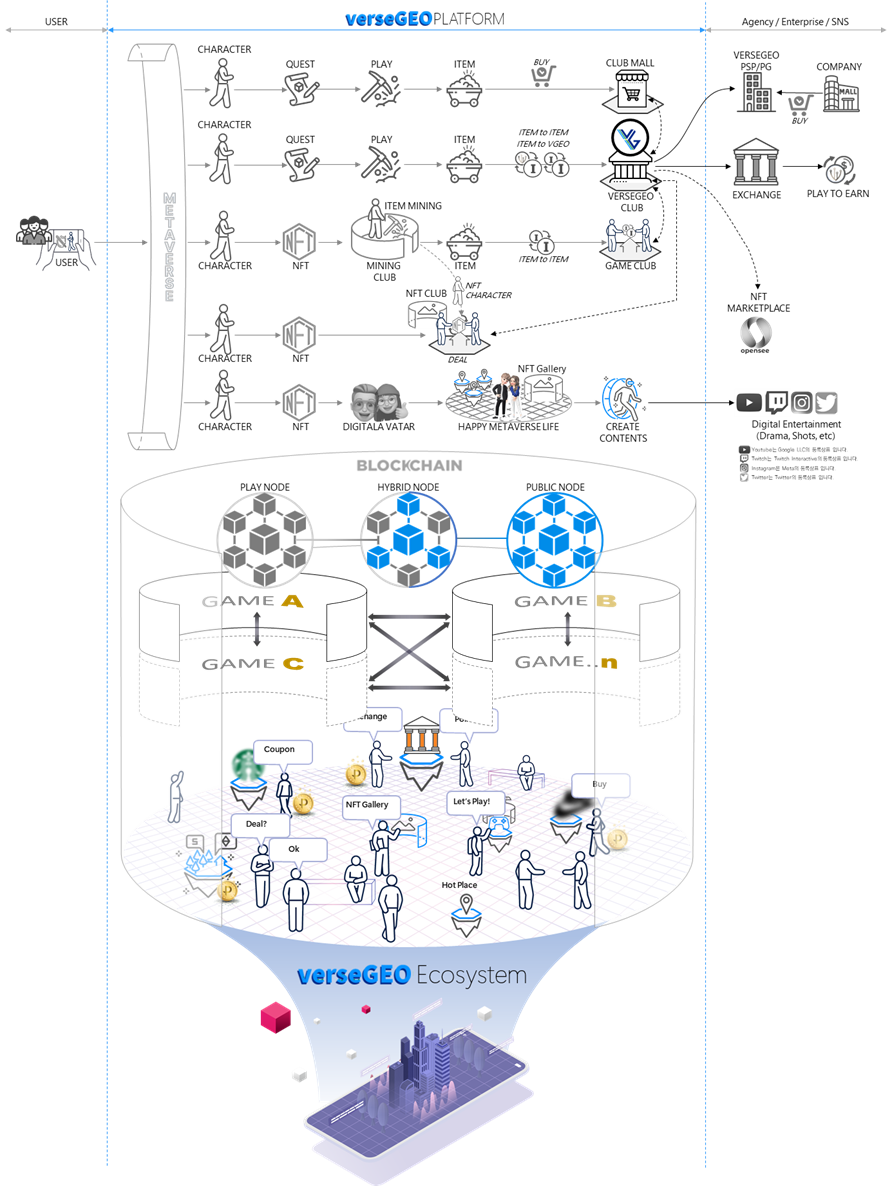 USER
verseGEO PLATFORM
Agency / Enterprise / SNS
CHARACTER
QUEST
PLAY
ITEM
BUY
CLUB MALL
VERSEGEO
PSP/PG
COMPANY
MALL
BUY
CHARACTER
QUEST
PLAY
ITEM
ITEM to ITEM
ITEM to VGEO
VERSEGEO
CLUB
EXCHANGE
PLAY TO EARN
METAVERSE
USER
CHARACTER
NFT
NFT
ITEM MINING
MINING
CLUB
ITEM
ITEM to ITEM
GAME CLUB
NFT
CHARACTER
NFT CLUB
NFT
MARKETPLACE
opensee
CHARACTER
NFT
NFT
DEAL
CHARACTER
NFT
NFT
DIGITALA VATAR
NFT Gallery
HAPPY METAVERSE LIFE
CREATE
CONTENTS
Digital Entertainment
(Drama, Shots, etc)
Youtube는 Google LLC의 등록상표 입니다.
Twitch는 Twitch Interactive의 등록상표 입니다.
Instagram은 Meta의 등록상표 입니다.
Twitter는 Twitter의 등록상표 입니다.
BLOCKCHAIN
PLAY NODE
HYBRID NODE
PUBLIC NODE
GAME A
GAME B
GAME C
GAME..n
Coupon
Buy
NFT Gallery
Let's Play!
Deal?
Ok
Hot Place
verseGEO Ecosystem